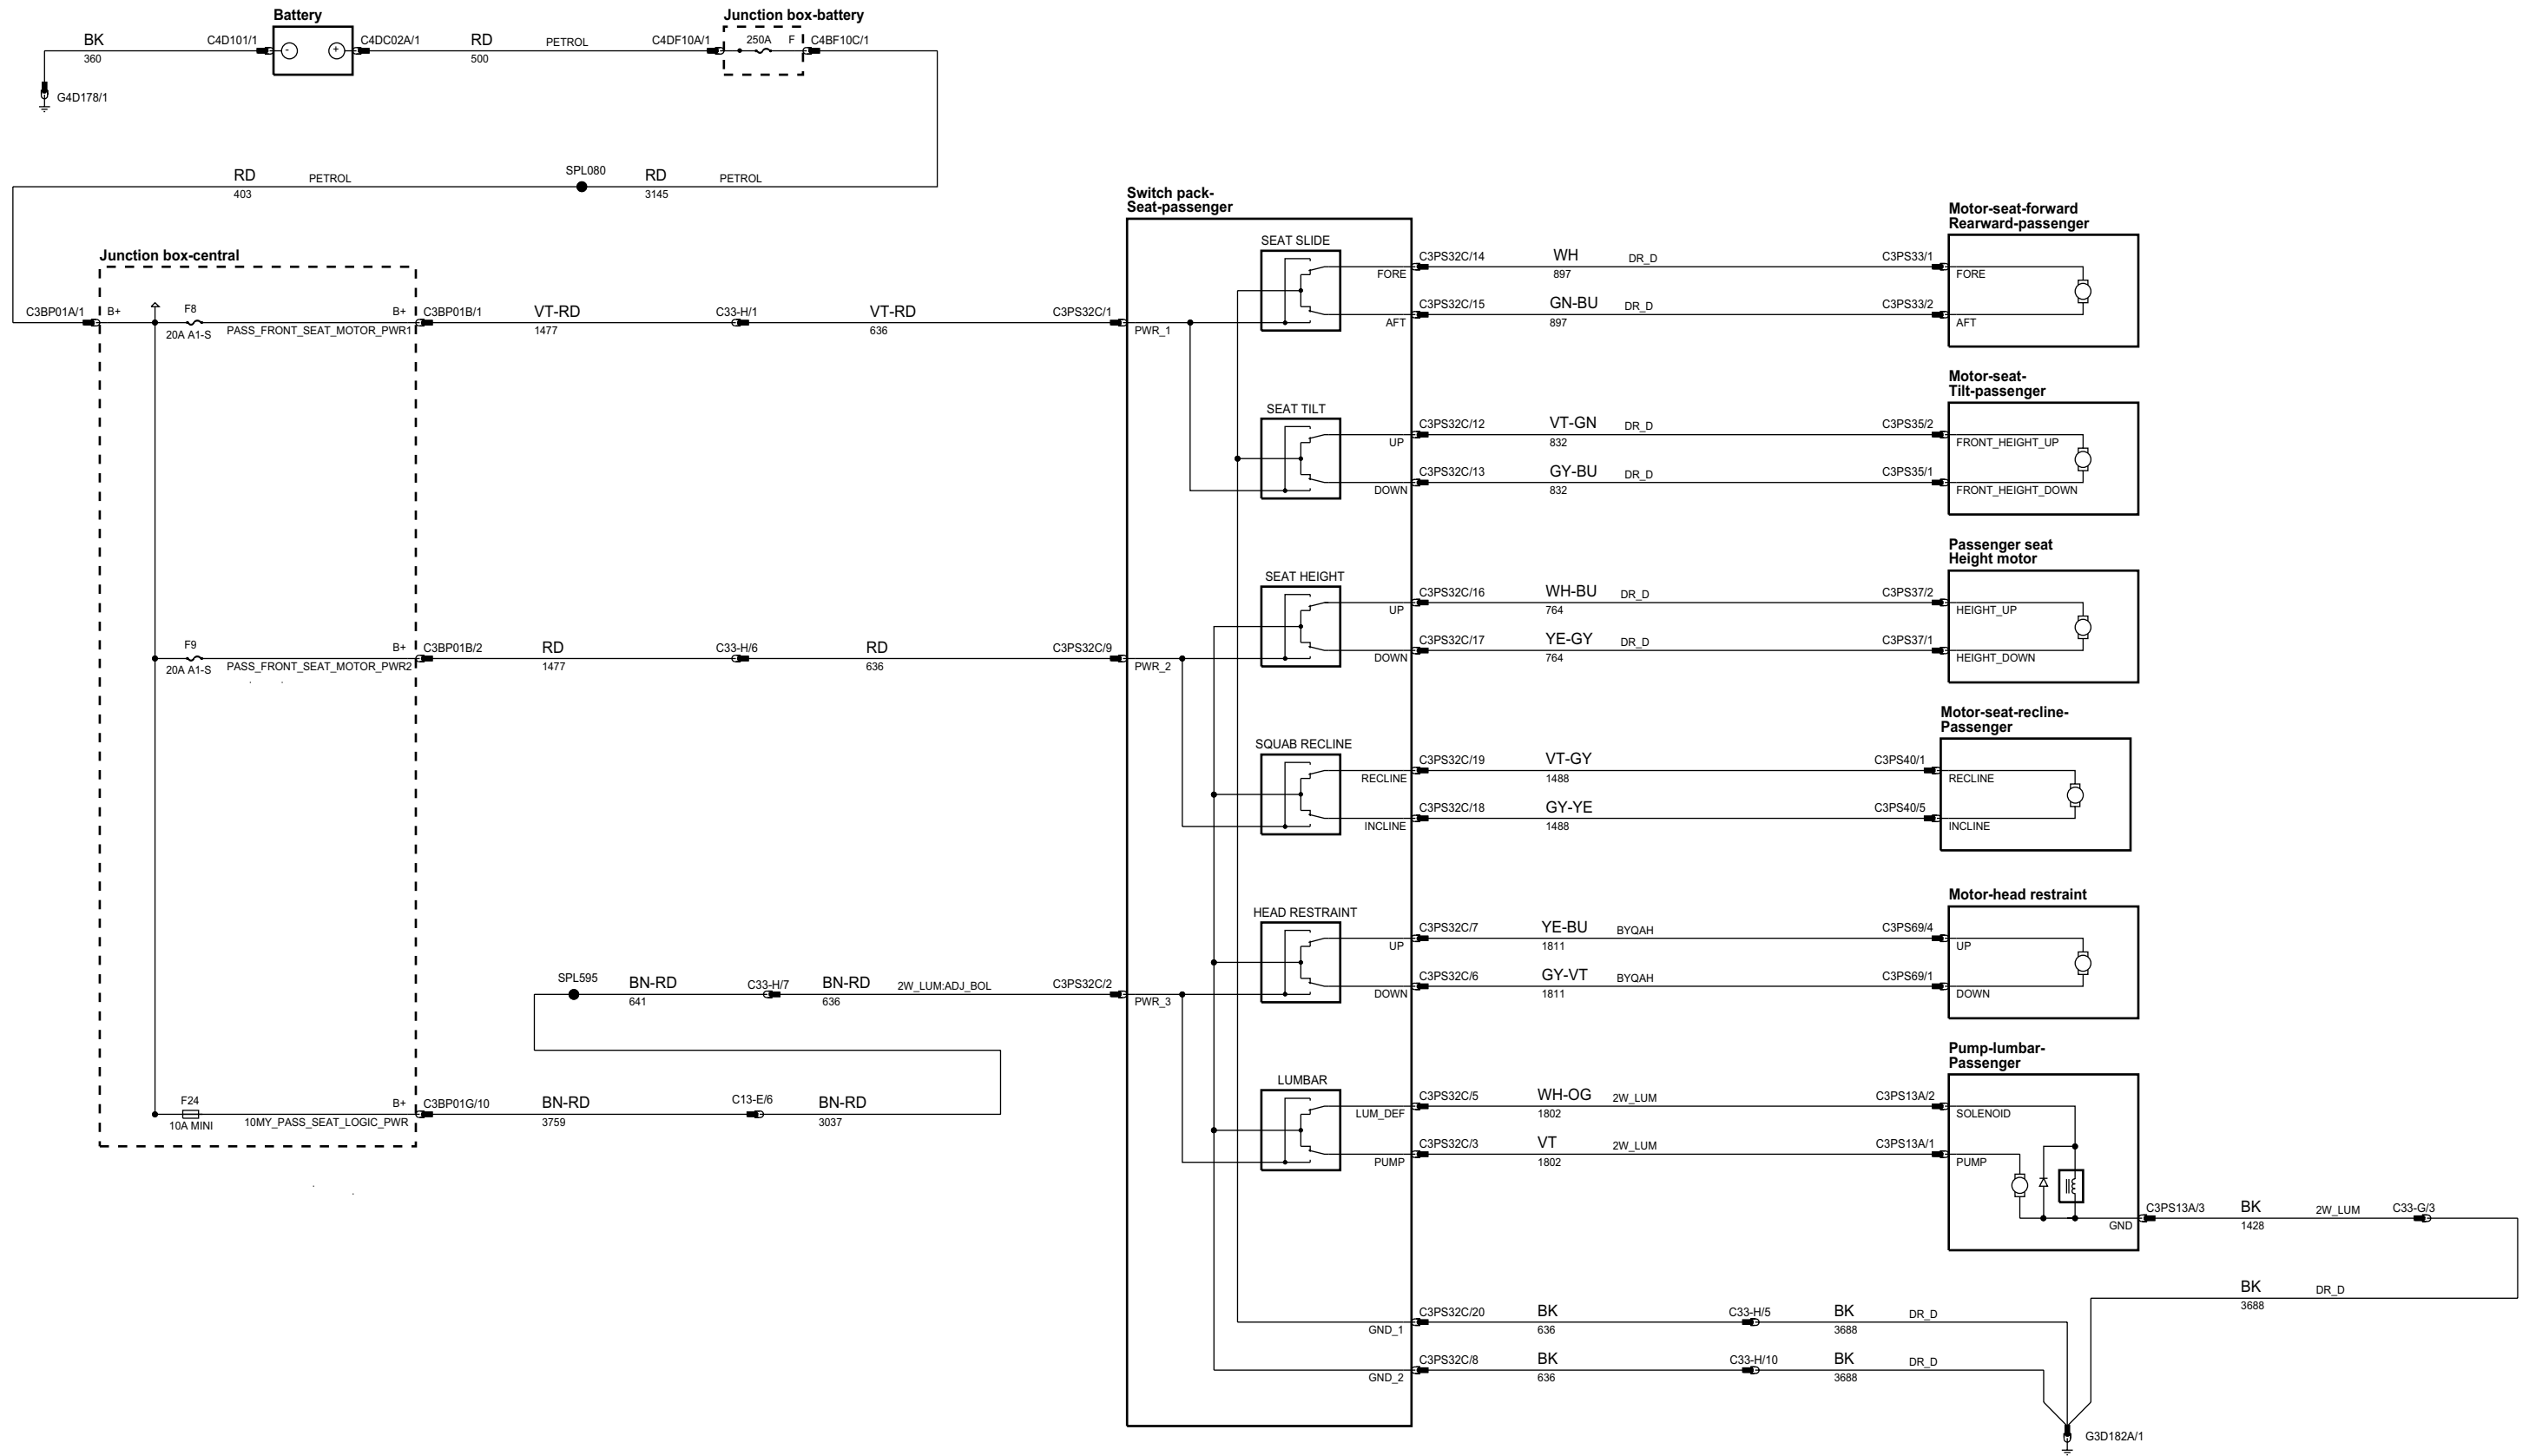 Battery
Junction box-battery
BK
360
C4D101/1
-
+
C4DC02A/1
RD
500
PETROL
C4DF10A/1
250A
F
C4BF10C/1
G4D178/1
RD
403
PETROL
SPL080
RD
3145
PETROL
Switch pack-
Seat-passenger
Junction box-central
C3BP01A/1
B+
F8
20A A1-S
B+
PASS_FRONT_SEAT_MOTOR_PWR1
C3BP01B/1
VT-RD
1477
C33-H/1
VT-RD
636
C3PS32C/1
PWR_1
SEAT SLIDE
FORE
AFT
C3PS32C/14
WH
897
DR_D
C3PS33/1
C3PS32C/15
GN-BU
897
DR_D
C3PS33/2
Motor-seat-forward
Rearward-passenger
FORE
AFT
SEAT TILT
UP
DOWN
C3PS32C/12
VT-GN
832
DR_D
C3PS35/2
C3PS32C/13
GY-BU
832
DR_D
C3PS35/1
Motor-seat-
Tilt-passenger
FRONT_HEIGHT_UP
FRONT_HEIGHT_DOWN
F9
20A A1-S
B+
PASS_FRONT_SEAT_MOTOR_PWR2
C3BP01B/2
RD
1477
C33-H/6
RD
636
C3PS32C/9
PWR_2
SEAT HEIGHT
UP
DOWN
C3PS32C/16
WH-BU
764
DR_D
C3PS37/2
C3PS32C/17
YE-GY
764
DR_D
C3PS37/1
Passenger seat
Height motor
HEIGHT_UP
HEIGHT_DOWN
SQUAB RECLINE
RECLINE
INCLINE
C3PS32C/19
VT-GY
1488
C3PS40/1
C3PS32C/18
GY-YE
1488
C3PS40/5
Motor-seat-recline-
Passenger
RECLINE
INCLINE
SPL595
BN-RD
641
C33-H/7
BN-RD
636
2W_LUM:ADJ_BOL
C3PS32C/2
PWR_3
HEAD RESTRAINT
UP
DOWN
C3PS32C/7
YE-BU
1811
BYQAH
C3PS69/4
C3PS32C/6
GY-VT
1811
BYQAH
C3PS69/1
Motor-head restraint
UP
DOWN
F24
10A MINI
B+
10MY_PASS_SEAT_LOGIC_PWR
C3BP01G/10
BN-RD
3759
C13-E/6
BN-RD
3037
LUMBAR
LUM_DEF
PUMP
C3PS32C/5
WH-OG
1802
2W_LUM
C3PS13A/2
C3PS32C/3
VT
1802
2W_LUM
C3PS13A/1
Pump-lumbar-
Passenger
SOLENOID
PUMP
GND
C3PS13A/3
BK
1428
2W_LUM
C33-G/3
BK
3688
DR_D
GND_1
C3PS32C/20
BK
636
C33-H/5
BK
3688
DR_D
GND_2
C3PS32C/8
BK
636
C33-H/10
BK
3688
DR_D
G3D182A/1